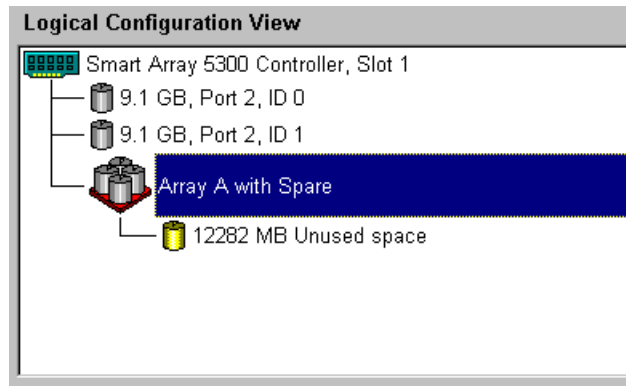 Logical Configuration View
Smart Array 5300 Controller, Slot 1
9.1 GB, Port 2, ID 0
9.1 GB, Port 2, ID 1
Array A with Spare
12282 MB Unused space